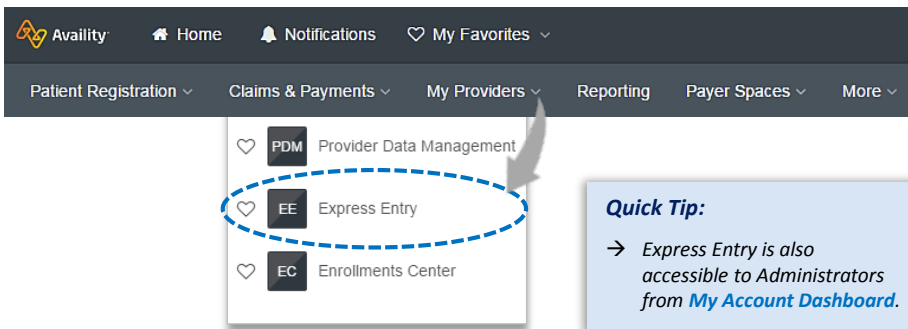 Availity Home Notifications My Favorites
Patient Registration Claims & Payments My Providers Reporting Payer Spaces More
PDM Provider Data Management
EE Express Entry
EC Enrollments Center
Quick Tip:
→ Express Entry is also
accessible to Administrators
from My Account Dashboard.